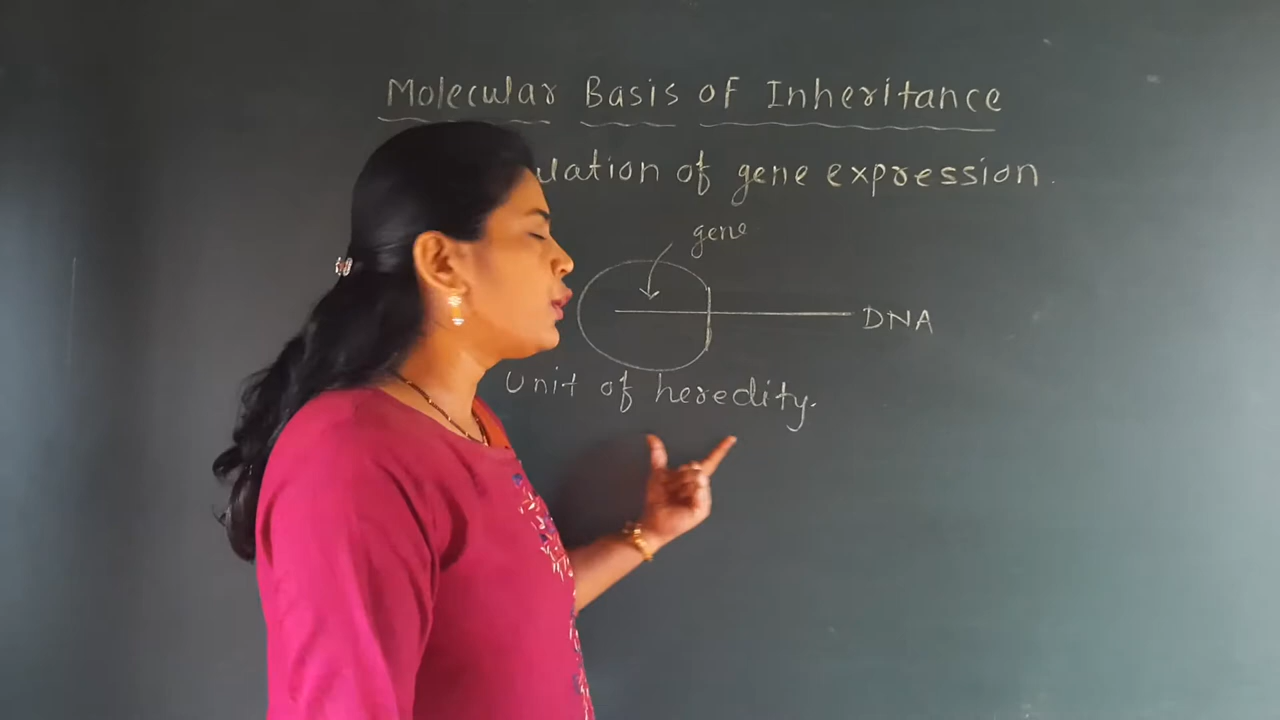 Molecular Basis of Inheritance
ulation of gene expression.
gene
DNA
Unit of heredity.